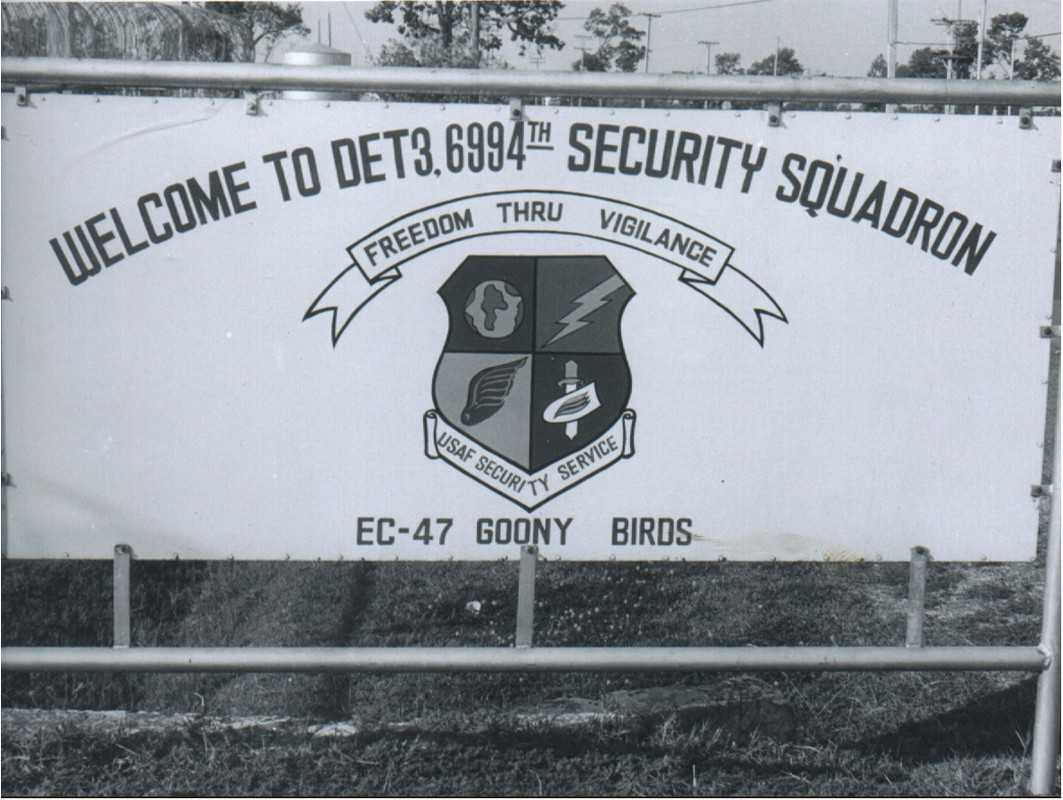 WELCOME TO DET3, 6994TH SECURITY SQUADRON
FREEDOM THRU VIGILANCE
USAF SECURITY SERVICE
EC-47 GOONY BIRDS